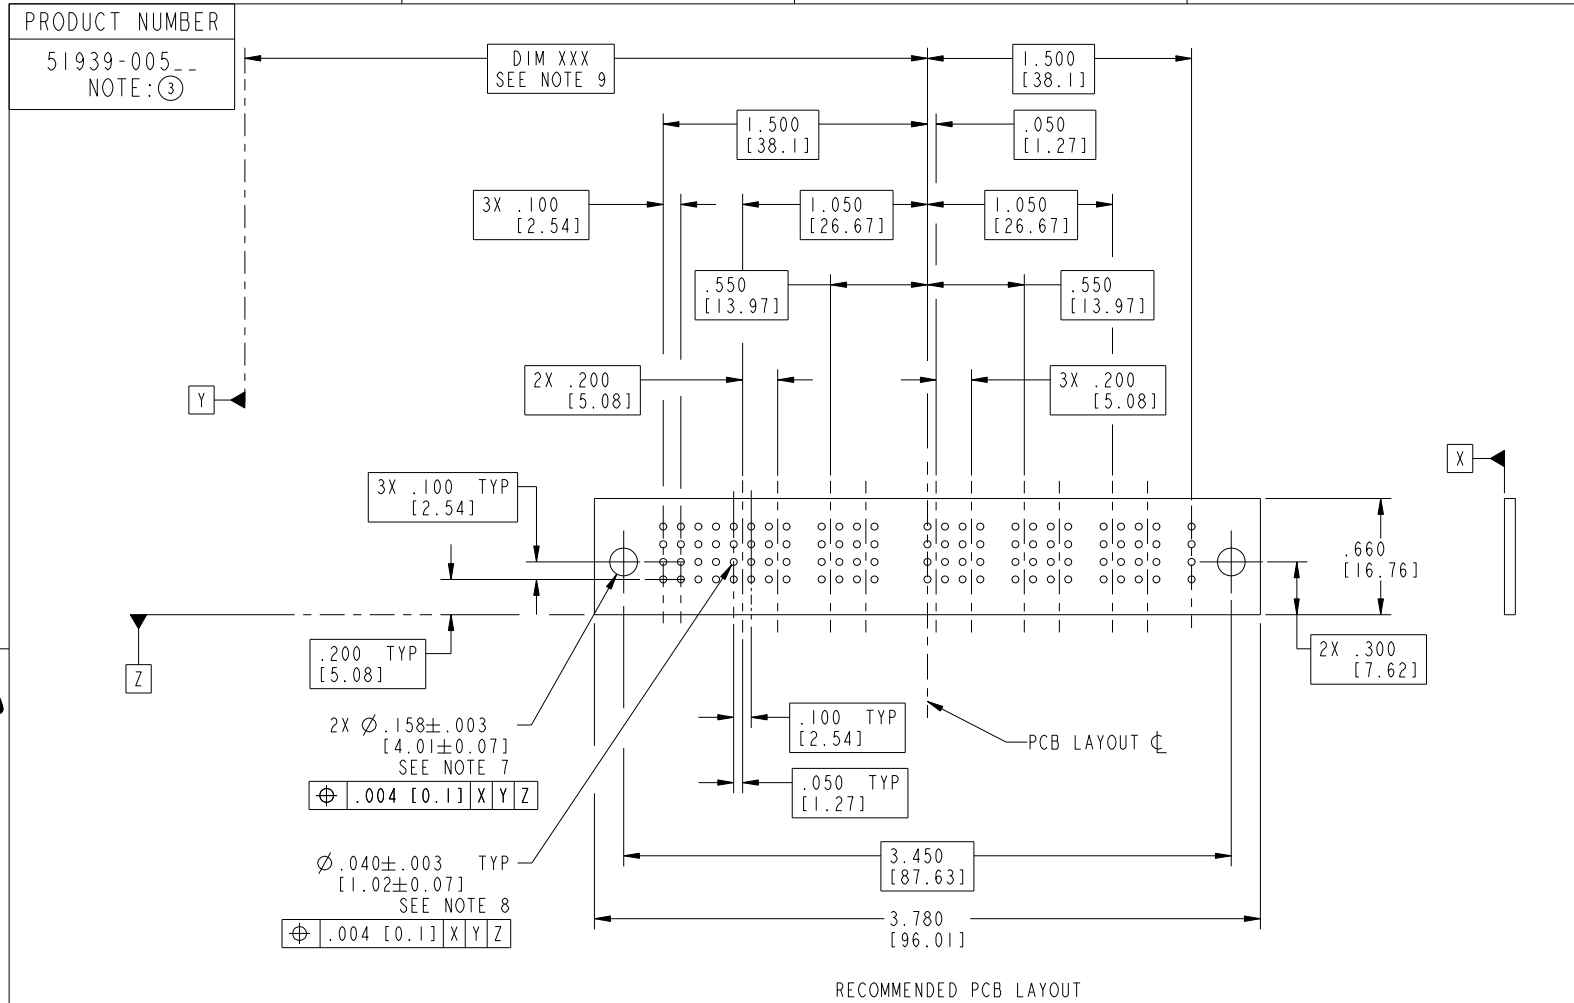 PRODUCT NUMBER
51939-005__
NOTE: 3
DIM XXX
SEE NOTE 9
1.500
[38.1]
1.500
[38.1]
.050
[1.27]
3X .100
[2.54]
1.050
[26.67]
1.050
[26.67]
.550
[13.97]
.550
[13.97]
2X .200
[5.08]
3X .200
[5.08]
Y
X
3X .100 TYP
[2.54]
.660
[16.76]
.200 TYP
[5.08]
Z
2X .300
[7.62]
2X Ø.158±.003
[4.01±0.07]
SEE NOTE 7
⌖ .004 [0.1] X Y Z
.100 TYP
[2.54]
PCB LAYOUT ℄
.050 TYP
[1.27]
Ø.040±.003 TYP
[1.02±0.07]
SEE NOTE 8
⌖ .004 [0.1] X Y Z
3.450
[87.63]
3.780
[96.01]
RECOMMENDED PCB LAYOUT